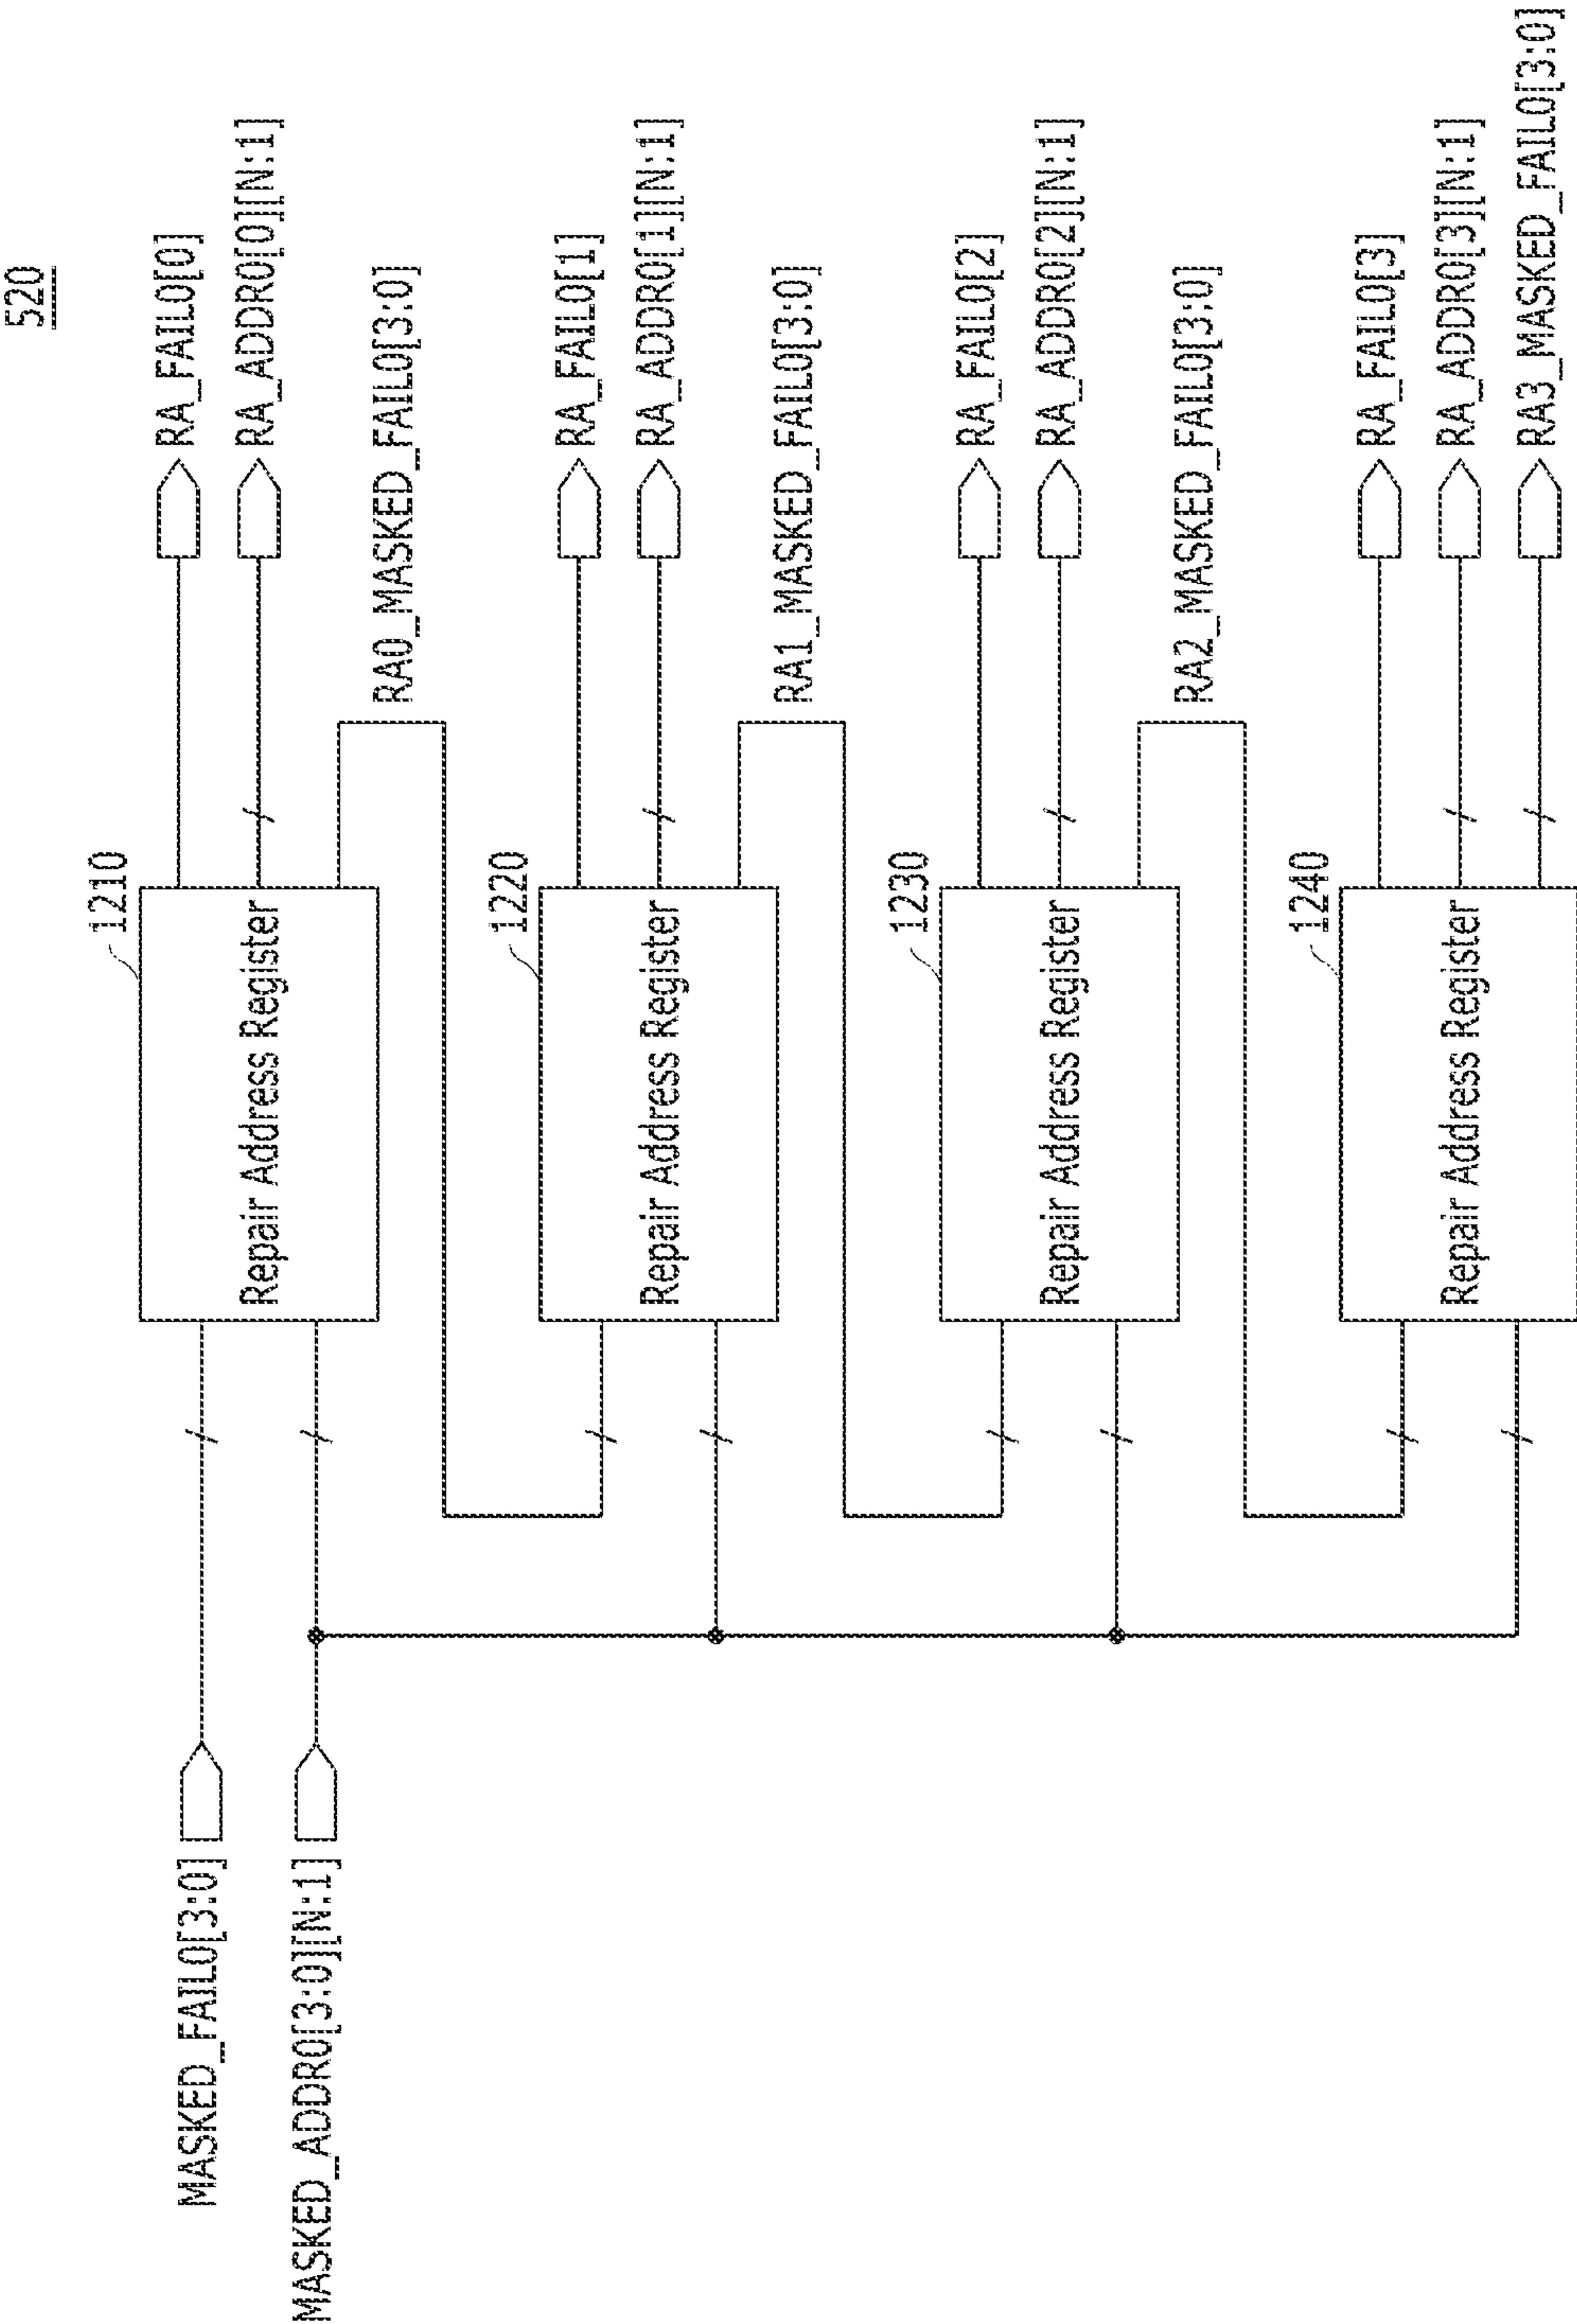 520
MASKED_FAIL0[3:0]
MASKED_ADDR0[3:0][N:1]
1210
Repair Address Register
RA_FAIL0[0]
RA_ADDR0[0][N:1]
RA0_MASKED_FAIL0[3:0]
1220
Repair Address Register
RA_FAIL0[1]
RA_ADDR0[1][N:1]
RA1_MASKED_FAIL0[3:0]
1230
Repair Address Register
RA_FAIL0[2]
RA_ADDR0[2][N:1]
RA2_MASKED_FAIL0[3:0]
1240
Repair Address Register
RA_FAIL0[3]
RA_ADDR0[3][N:1]
RA3_MASKED_FAIL0[3:0]